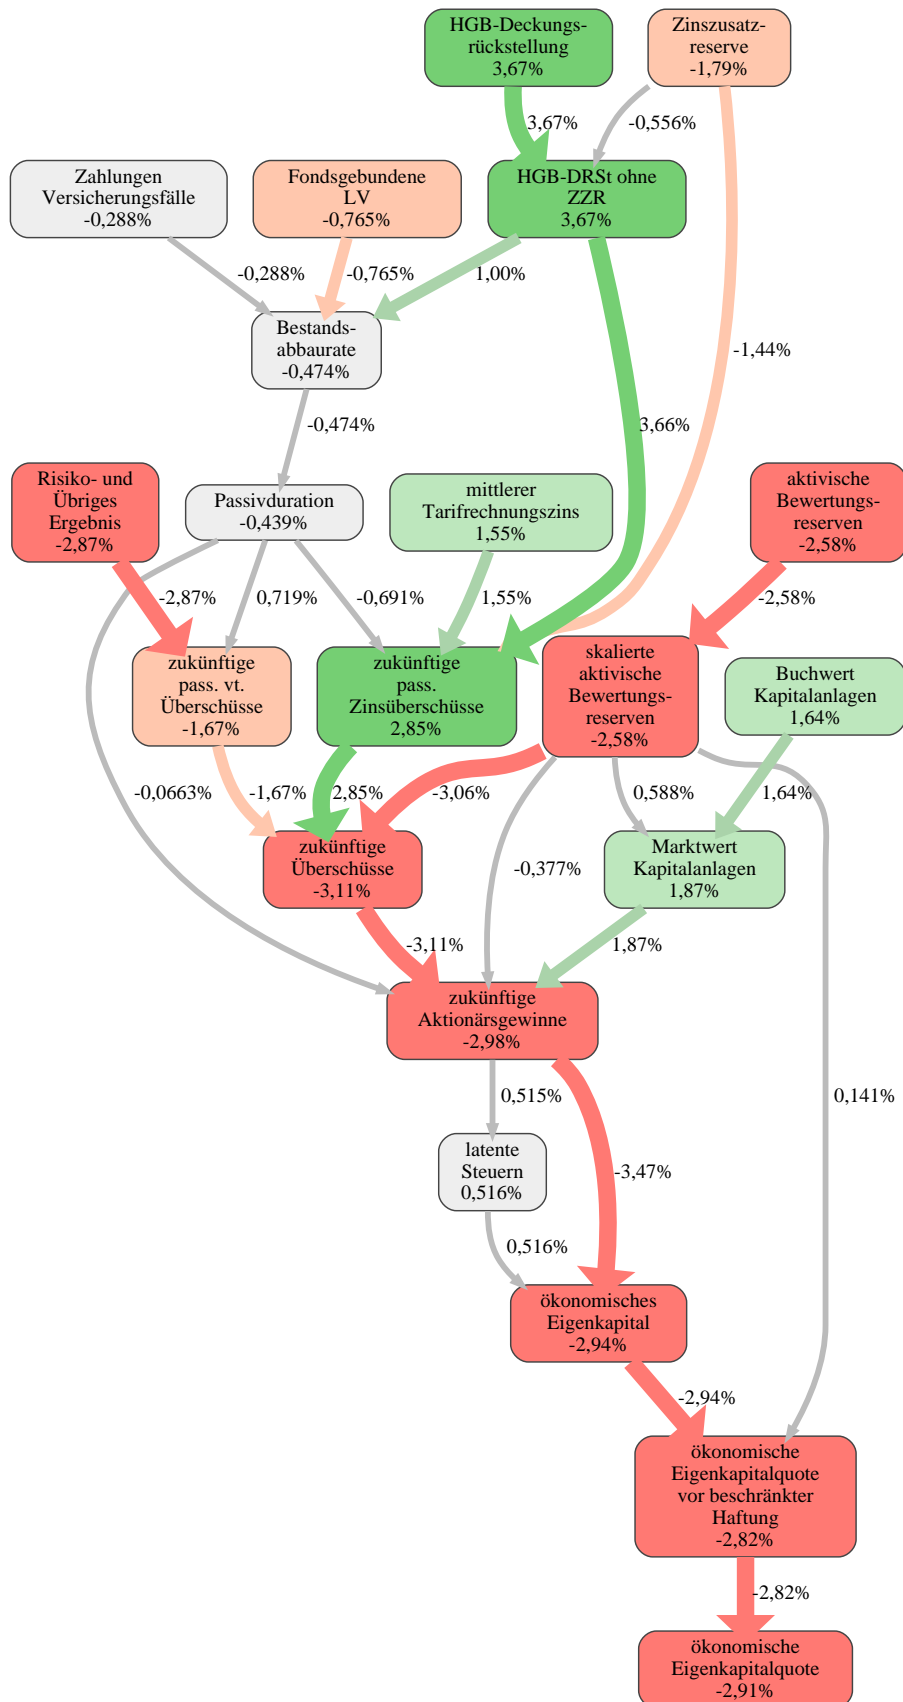 HGB-Deckungs-
rückstellung
3,67%
Zinszusatz-
reserve
-1,79%
3,67%
-0,556%
Zahlungen
Versicherungsfälle
-0,288%
Fondsgebundene
LV
-0,765%
HGB-DRSt ohne
ZZR
3,67%
-0,288%
-0,765%
1,00%
Bestands-
abbaurate
-0,474%
-1,44%
-0,474%
3,66%
Risiko- und
Übriges
Ergebnis
-2,87%
Passivduration
-0,439%
mittlerer
Tarifrechnungszins
1,55%
aktivische
Bewertungs-
reserven
-2,58%
-2,87%
0,719%
-0,691%
1,55%
-2,58%
zukünftige
pass. vt.
Überschüsse
-1,67%
zukünftige
pass.
Zinsüberschüsse
2,85%
skalierte
aktivische
Bewertungs-
reserven
-2,58%
Buchwert
Kapitalanlagen
1,64%
-0,0663%
-1,67%
2,85%
-3,06%
0,588%
1,64%
zukünftige
Überschüsse
-3,11%
-0,377%
Marktwert
Kapitalanlagen
1,87%
-3,11%
1,87%
zukünftige
Aktionärsgewinne
-2,98%
0,515%
0,141%
latente
Steuern
0,516%
-3,47%
0,516%
ökonomisches
Eigenkapital
-2,94%
-2,94%
ökonomische
Eigenkapitalquote
vor beschränkter
Haftung
-2,82%
-2,82%
ökonomische
Eigenkapitalquote
-2,91%